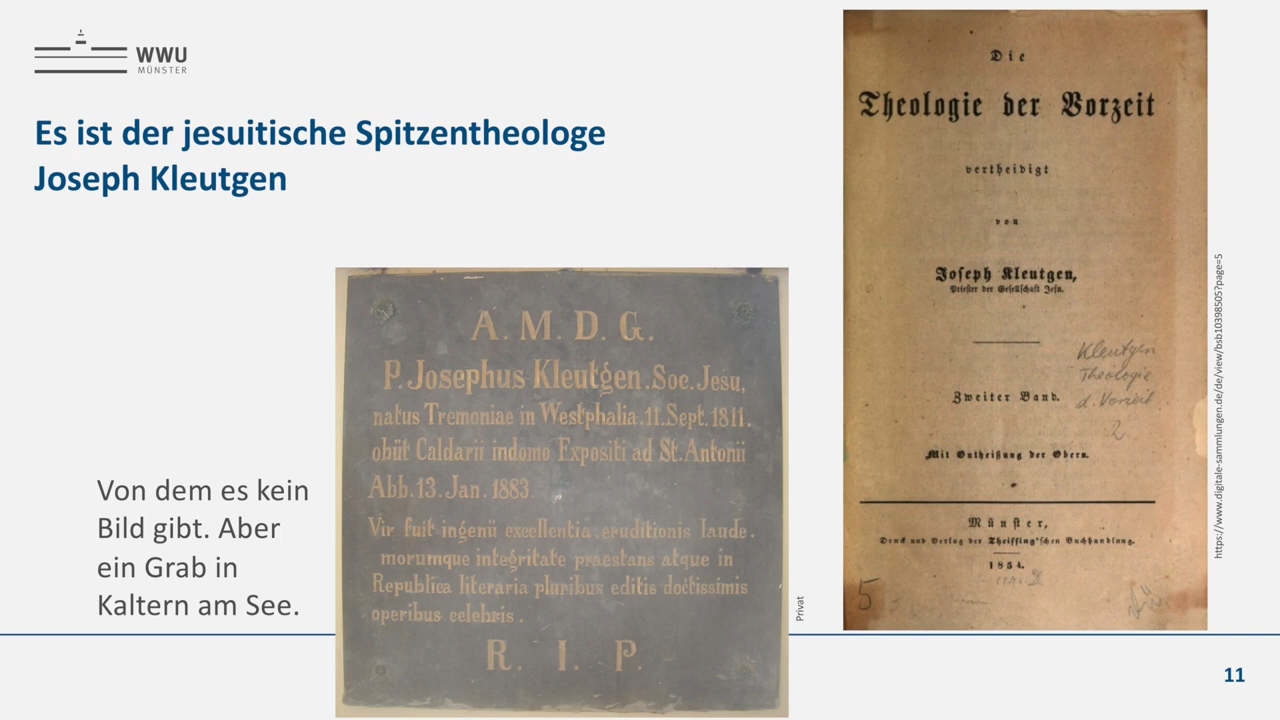 WWU
MÜNSTER
Es ist der jesuitische Spitzentheologe
Joseph Kleutgen
Von dem es kein
Bild gibt. Aber
ein Grab in
Kaltern am See.
A. M. D. G.
P. Josephus Kleutgen. Soc. Jesu,
natus Tremoniae in Westphalia. 11. Sept. 1811.
obiit Caldarii indomo Expositi ad St. Antonii
Abb. 13. Jan. 1883.
Vir fuit ingenii excellentia. eruditionis laude.
morumque integritate praestans atque in
Republica literaria pluribus editis doctissimis
operibus celebris.
R. I. P.
Privat
Die
Theologie der Vorzeit
vertheidigt
von
Joseph Kleutgen,
Priester der Gesellschaft Jesu.
Kleutgen
Theologie
d. Vorzeit
2
Zweiter Band.
Mit Gutheißung der Obern.
Münster,
Druck und Verlag der Theissing'schen Buchhandlung.
1854.
5
https://www.digitale-sammlungen.de/de/view/bsb10398505?page=5
11